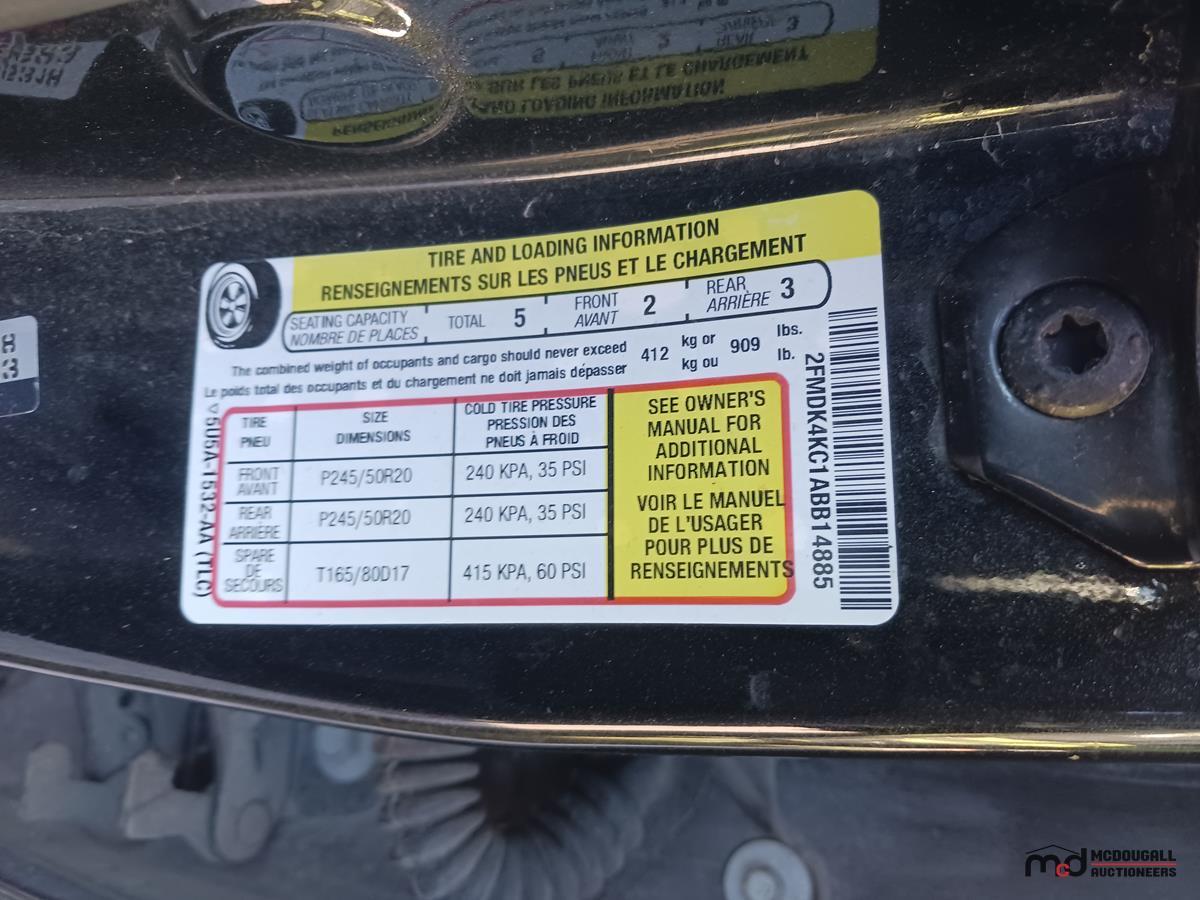 TIRE AND LOADING INFORMATION
RENSEIGNEMENTS SUR LES PNEUS ET LE CHARGEMENT
SEATING CAPACITY
NOMBRE DE PLACES
TOTAL 5
FRONT
AVANT
2
REAR
ARRIÈRE
3
The combined weight of occupants and cargo should never exceed
Le poids total des occupants et du chargement ne doit jamais dépasser
412
kg or
kg ou
909
lbs.
lb.
TIRE
PNEU
SIZE
DIMENSIONS
COLD TIRE PRESSURE
PRESSION DES
PNEUS À FROID
FRONT
AVANT
P245/50R20
240 KPA, 35 PSI
REAR
ARRIÈRE
P245/50R20
240 KPA, 35 PSI
SPARE
DE
SECOURS
T165/80D17
415 KPA, 60 PSI
SEE OWNER'S
MANUAL FOR
ADDITIONAL
INFORMATION
VOIR LE MANUEL
DE L'USAGER
POUR PLUS DE
RENSEIGNEMENTS
5U5A-1532-AA (TLC)
2FMDK4KC1ABB14885
mcd MCDOUGALL
AUCTIONEERS